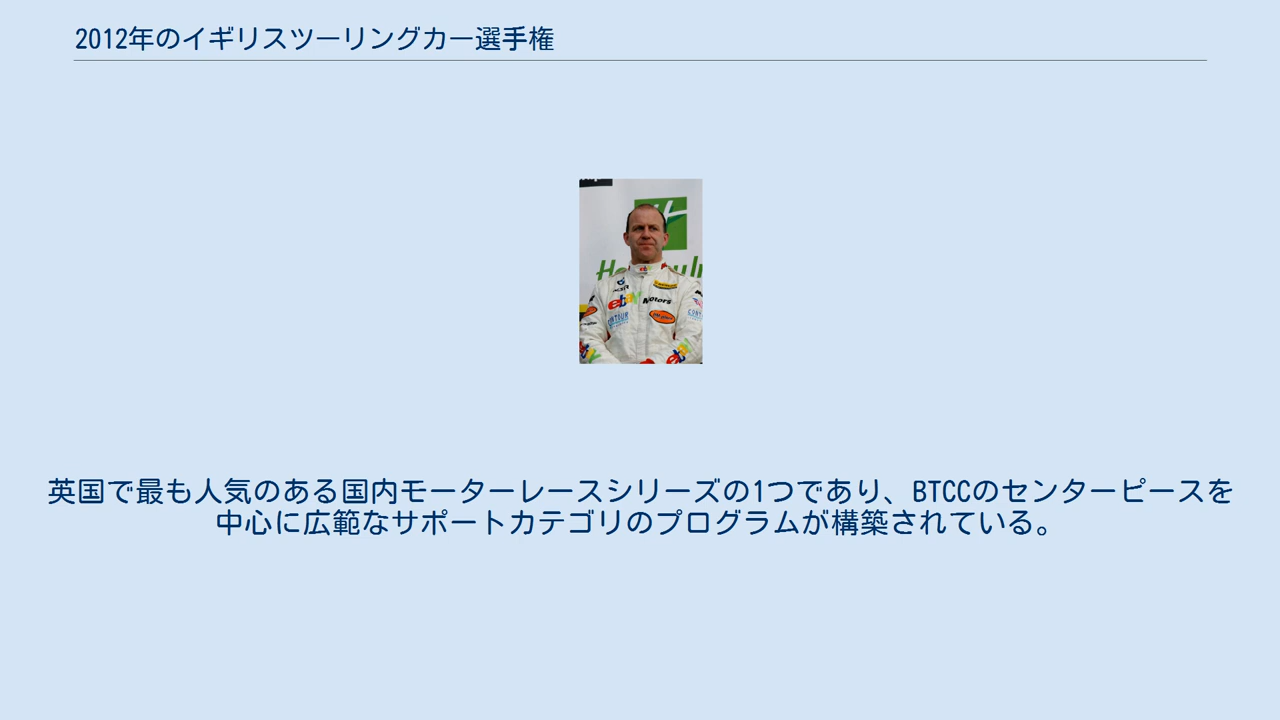 2012年のイギリスツーリングカー選手権
ebay Motors
英国で最も人気のある国内モーターレースシリーズの1つであり、BTCCのセンターピースを
中心に広範なサポートカテゴリのプログラムが構築されている。